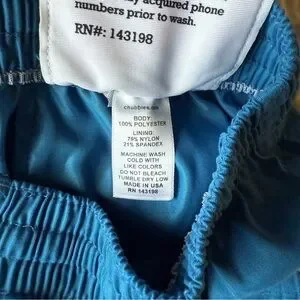 acquired phone
numbers prior to wash.
RN#: 143198
chubbies.com
BODY:
100% POLYESTER
LINING:
79% NYLON
21% SPANDEX
MACHINE WASH
COLD WITH
LIKE COLORS
DO NOT BLEACH
TUMBLE DRY LOW
MADE IN USA
RN 143198